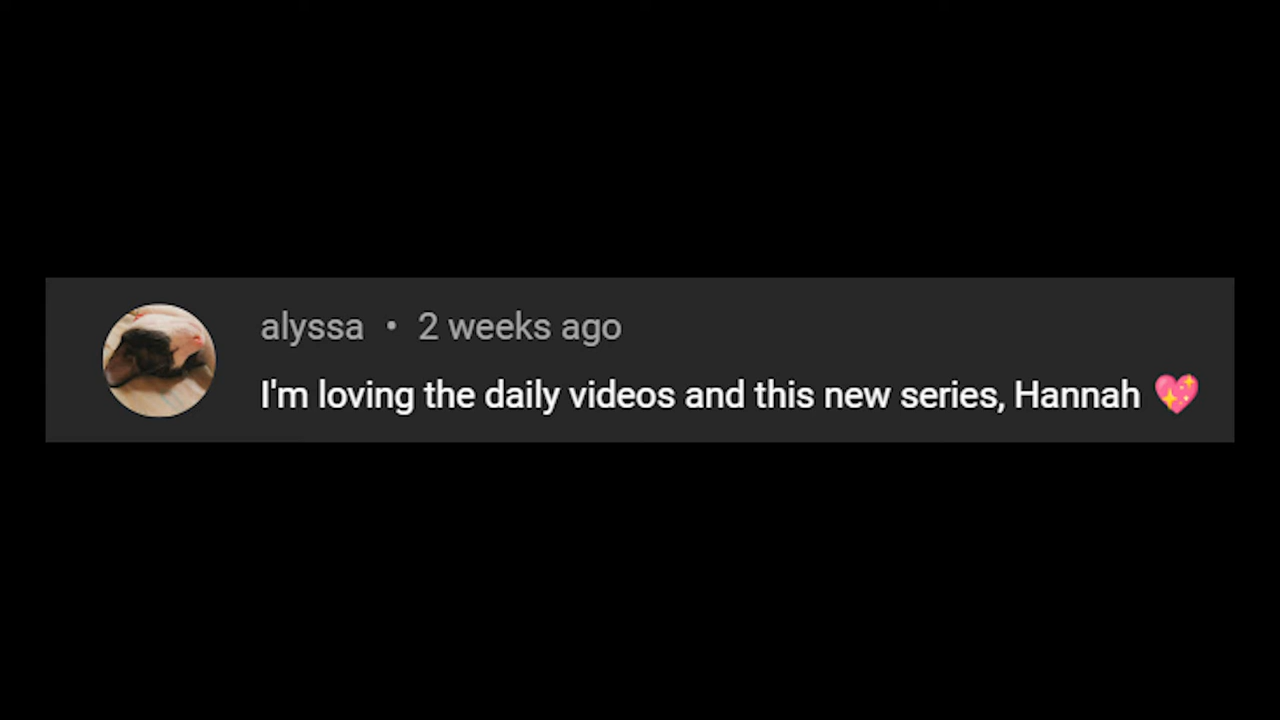 alyssa • 2 weeks ago
I'm loving the daily videos and this new series, Hannah 💖